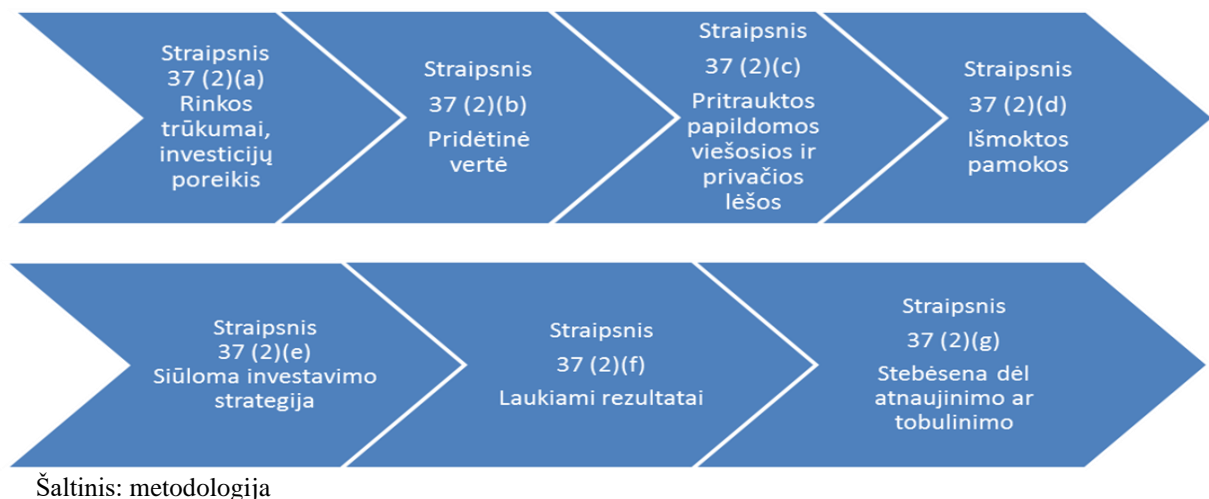 Straipsnis
37 (2)(a)
Rinkos
trūkumai,
investicijų
poreikis
Straipsnis
37 (2)(b)
Pridėtinė
vertė
Straipsnis
37 (2)(c)
Pritrauktos
papildomos
viešosios ir
privačios
lėšos
Straipsnis
37 (2)(d)
Išmoktos
pamokos
Straipsnis
37 (2)(e)
Siūloma investavimo
strategija
Straipsnis
37 (2)(f)
Laukiami rezultatai
Straipsnis
37 (2)(g)
Stebėsena dėl
atnaujinimo ar
tobulinimo
Šaltinis: metodologija